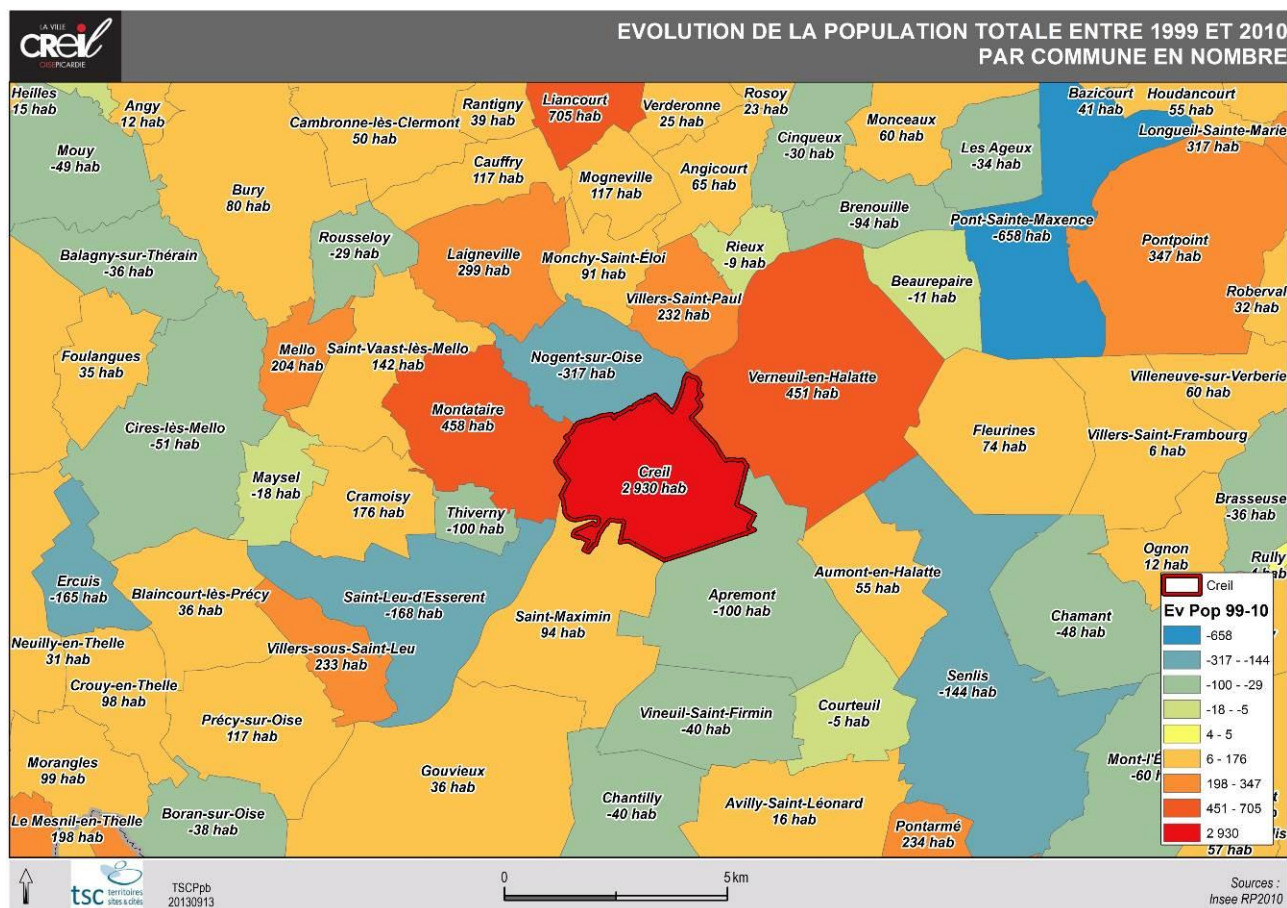 LA VILLE
CReil
OISEPICARDIE
EVOLUTION DE LA POPULATION TOTALE ENTRE 1999 ET 2010
PAR COMMUNE EN NOMBRE
Heilles
15 hab
Angy
12 hab
Mouy
-49 hab
Bury
80 hab
Cambronne-lès-Clermont
50 hab
Rantigny
39 hab
Liancourt
705 hab
Verderonne
25 hab
Rosoy
23 hab
Cinqueux
-30 hab
Monceaux
60 hab
Les Ageux
-34 hab
Bazicourt
41 hab
Houdancourt
55 hab
Longueil-Sainte-Marie
317 hab
Cauffry
117 hab
Mogneville
117 hab
Angicourt
65 hab
Brenouille
-94 hab
Pont-Sainte-Maxence
-658 hab
Pontpoint
347 hab
Roberval
32 hab
Balagny-sur-Thérain
-36 hab
Rousseloy
-29 hab
Laigneville
299 hab
Monchy-Saint-Éloi
91 hab
Rieux
-9 hab
Villers-Saint-Paul
232 hab
Beaurepaire
-11 hab
Foulangues
35 hab
Mello
204 hab
Saint-Vaast-lès-Mello
142 hab
Nogent-sur-Oise
-317 hab
Verneuil-en-Halatte
451 hab
Villeneuve-sur-Verberie
60 hab
Cires-lès-Mello
-51 hab
Montataire
458 hab
Fleurines
74 hab
Villers-Saint-Frambourg
6 hab
Maysel
-18 hab
Cramoisy
176 hab
Thiverny
-100 hab
Creil
2 930 hab
Brasseuse
-36 hab
Ognon
12 hab
Rully
Ercuis
-165 hab
Blaincourt-lès-Précy
36 hab
Saint-Leu-d'Esserent
-168 hab
Saint-Maximin
94 hab
Apremont
-100 hab
Aumont-en-Halatte
55 hab
Chamant
-48 hab
Neuilly-en-Thelle
31 hab
Villers-sous-Saint-Leu
233 hab
Crouy-en-Thelle
98 hab
Précy-sur-Oise
117 hab
Vineuil-Saint-Firmin
-40 hab
Courteuil
-5 hab
Senlis
-144 hab
Morangles
99 hab
Gouvieux
36 hab
Chantilly
-40 hab
Avilly-Saint-Léonard
16 hab
Pontarmé
234 hab
-60
57 hab
Le Mesnil-en-Thelle
198 hab
Boran-sur-Oise
-38 hab
Creil
Ev Pop 99-10
-658
-317 - -144
-100 - -29
-18 - -5
4 - 5
6 - 176
198 - 347
451 - 705
2 930
tsc territoires
sites & cités
TSCPpb
20130913
0 5 km
Sources :
Insee RP2010